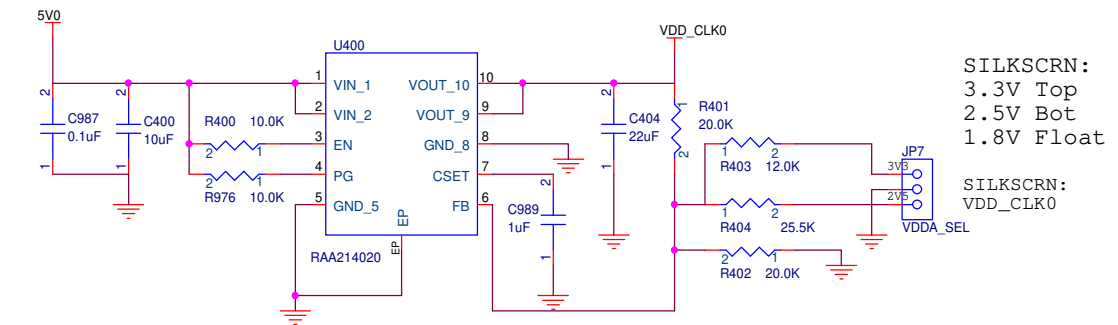 5V0
U400
VDD_CLK0
SILKSCRN:
3.3V Top
2.5V Bot
1.8V Float
2
C987
0.1uF
1
2
C400
10uF
1
R400 10.0K
2 1
2 1
R976 10.0K
1 VIN_1
2 VIN_2
3 EN
4 PG
5 GND_5
EP
EP
VOUT_10 10
VOUT_9 9
GND_8 8
CSET 7
FB 6
RAA214020
2
C989
1uF
1
2
C404
22uF
1
1
R401
20.0K
2
1 2
R403 12.0K
1 2
R404 25.5K
2 1
R402 20.0K
JP7
3V3
2V5
VDDA_SEL
SILKSCRN:
VDD_CLK0